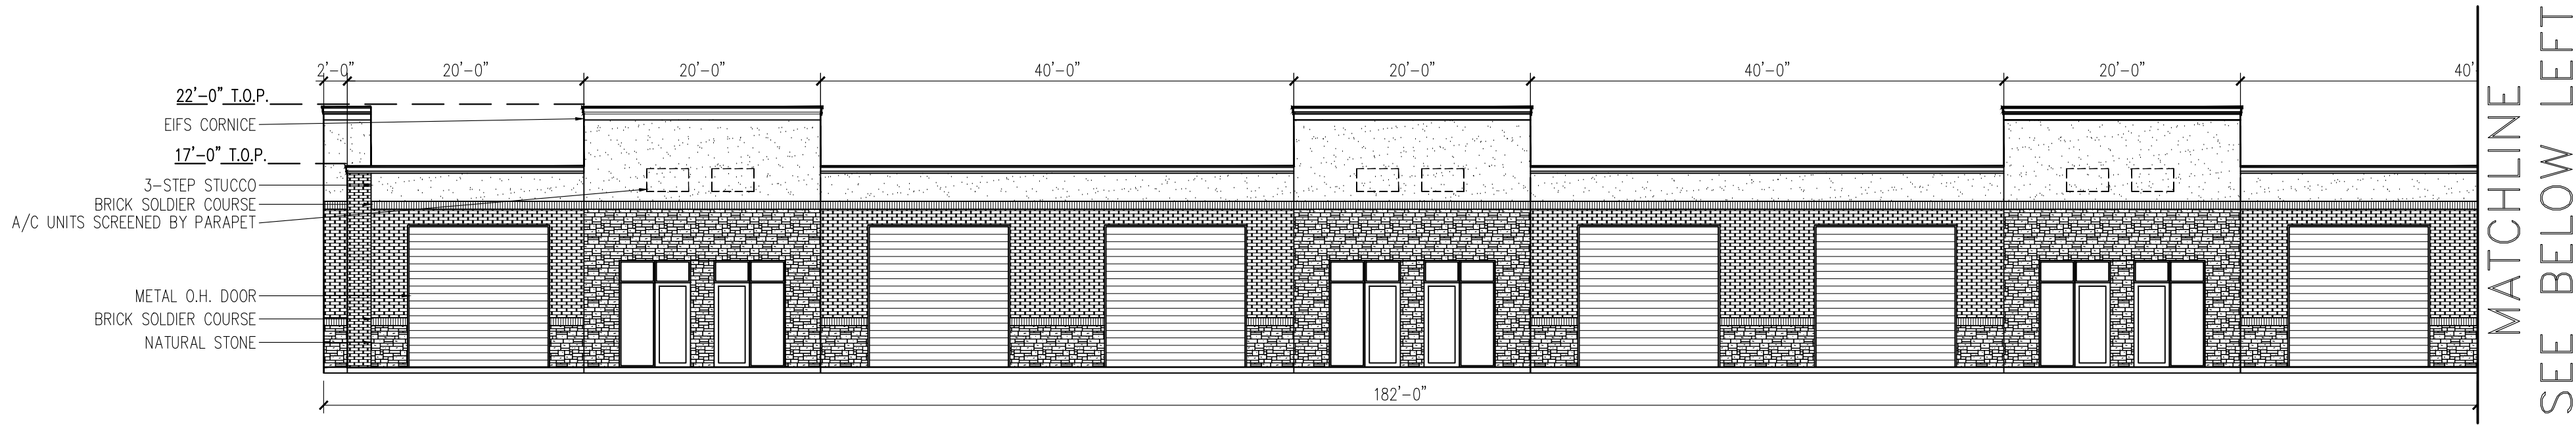 2'-0"
20'-0"
20'-0"
40'-0"
20'-0"
40'-0"
20'-0"
40'
22'-0" T.O.P.
EIFS CORNICE
17'-0" T.O.P.
3-STEP STUCCO
BRICK SOLDIER COURSE
A/C UNITS SCREENED BY PARAPET
METAL O.H. DOOR
BRICK SOLDIER COURSE
NATURAL STONE
182'-0"
MATCHLINE
SEE BELOW LEFT